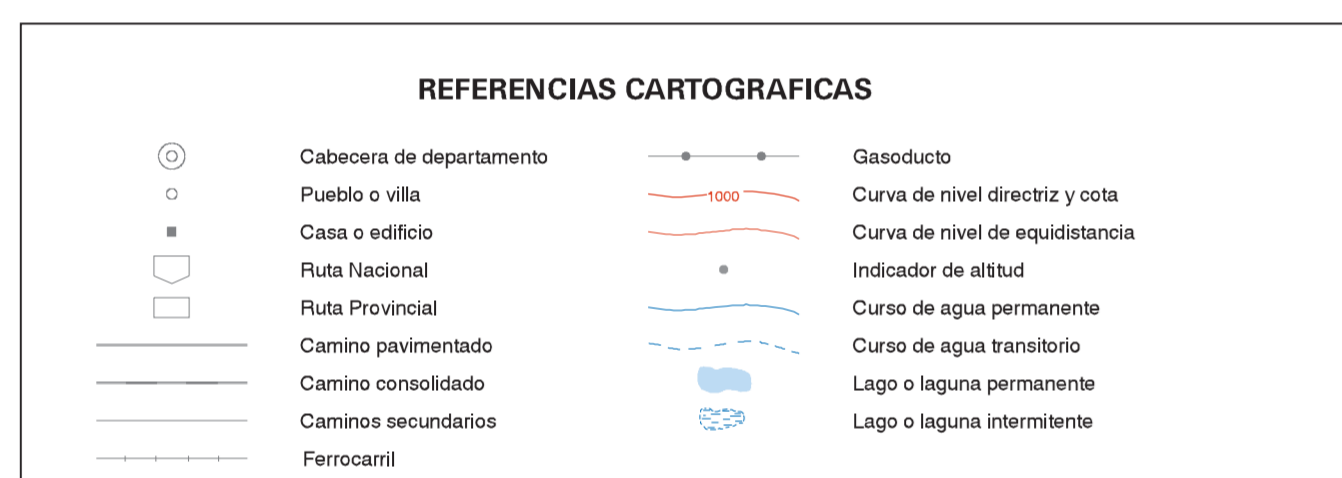 REFERENCIAS CARTOGRAFICAS
Cabecera de departamento
Pueblo o villa
Casa o edificio
Ruta Nacional
Ruta Provincial
Camino pavimentado
Camino consolidado
Caminos secundarios
Ferrocarril
Gasoducto
1000 Curva de nivel directriz y cota
Curva de nivel de equidistancia
Indicador de altitud
Curso de agua permanente
Curso de agua transitorio
Lago o laguna permanente
Lago o laguna intermitente